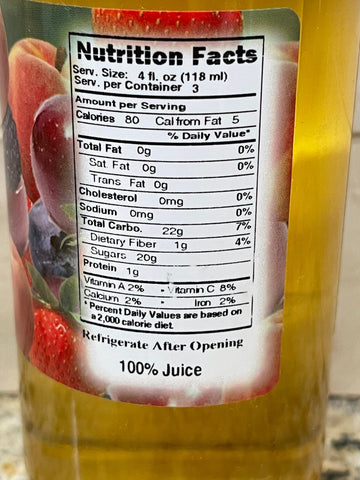 Nutrition Facts
Serv. Size: 4 fl. oz (118 ml)
Serv. per Container 3
Amount per Serving
Calories 80 Cal from Fat 5
% Daily Value*
Total Fat 0g 0%
Sat. Fat 0g 0%
Trans Fat 0g
Cholesterol 0mg 0%
Sodium 0mg 0%
Total Carbo. 22g 7%
Dietary Fiber 1g 4%
Sugars 20g
Protein 1g
Vitamin A 2% • Vitamin C 8%
Calcium 2% • Iron 2%
* Percent Daily Values are based on
a 2,000 calorie diet.
Refrigerate After Opening
100% Juice